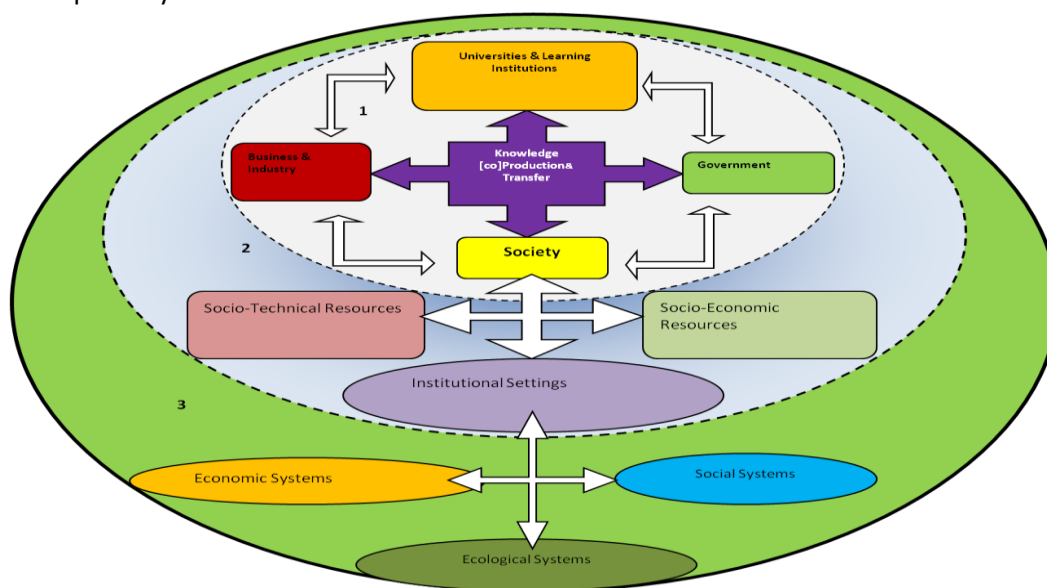 Universities & Learning
Institutions
1
Business &
Industry
Knowledge
[co]Production&
Transfer
Government
2
Society
Socio-Technical Resources
Socio-Economic
Resources
Institutional Settings
3
Economic Systems
Social Systems
Ecological Systems